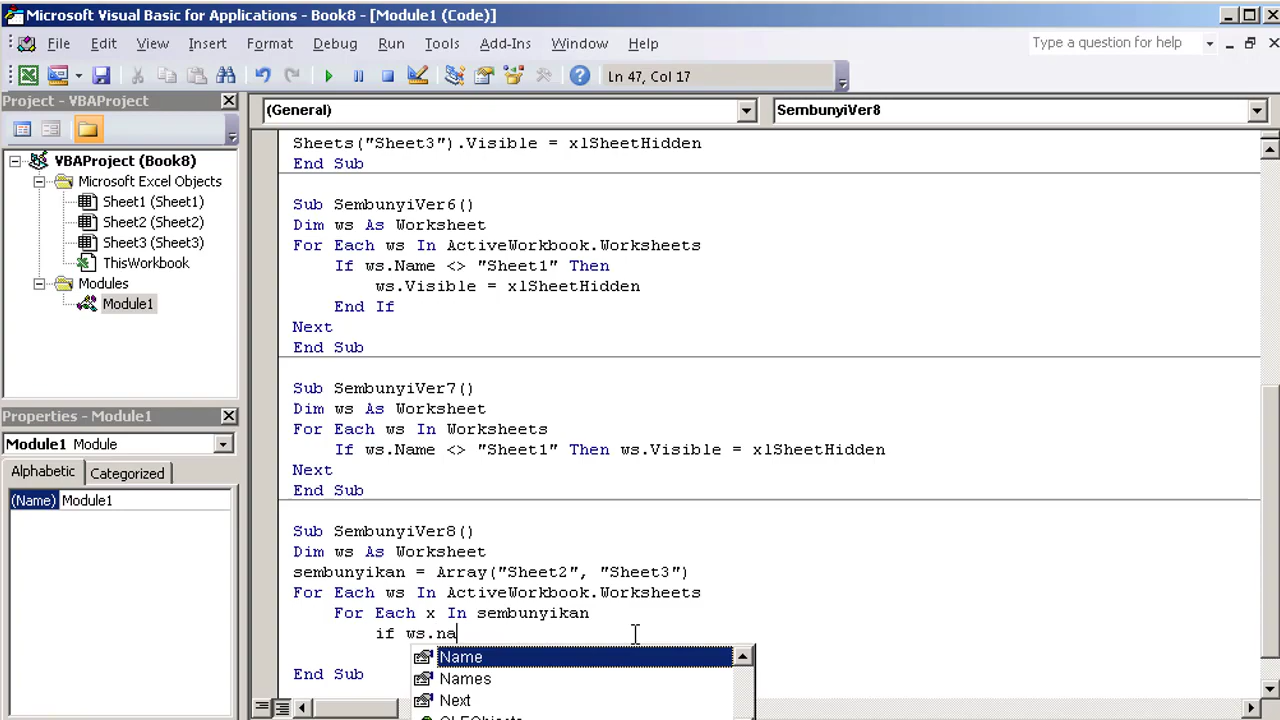 Microsoft Visual Basic for Applications - Book8 - [Module1 (Code)]
File Edit View Insert Format Debug Run Tools Add-Ins Window Help
Type a question for help
Ln 47, Col 17
Project - VBAProject
(General)
SembunyiVer8
VBAProject (Book8)
Microsoft Excel Objects
Sheet1 (Sheet1)
Sheet2 (Sheet2)
Sheet3 (Sheet3)
ThisWorkbook
Modules
Module1
Properties - Module1
Module1 Module
Alphabetic Categorized
(Name) Module1
Sheets("Sheet3").Visible = xlSheetHidden
End Sub
Sub SembunyiVer6()
Dim ws As Worksheet
For Each ws In ActiveWorkbook.Worksheets
If ws.Name <> "Sheet1" Then
ws.Visible = xlSheetHidden
End If
Next
End Sub
Sub SembunyiVer7()
Dim ws As Worksheet
For Each ws In Worksheets
If ws.Name <> "Sheet1" Then ws.Visible = xlSheetHidden
Next
End Sub
Sub SembunyiVer8()
Dim ws As Worksheet
sembunyikan = Array("Sheet2", "Sheet3")
For Each ws In ActiveWorkbook.Worksheets
For Each x In sembunyikan
if ws.na
Name
Names
Next
End Sub